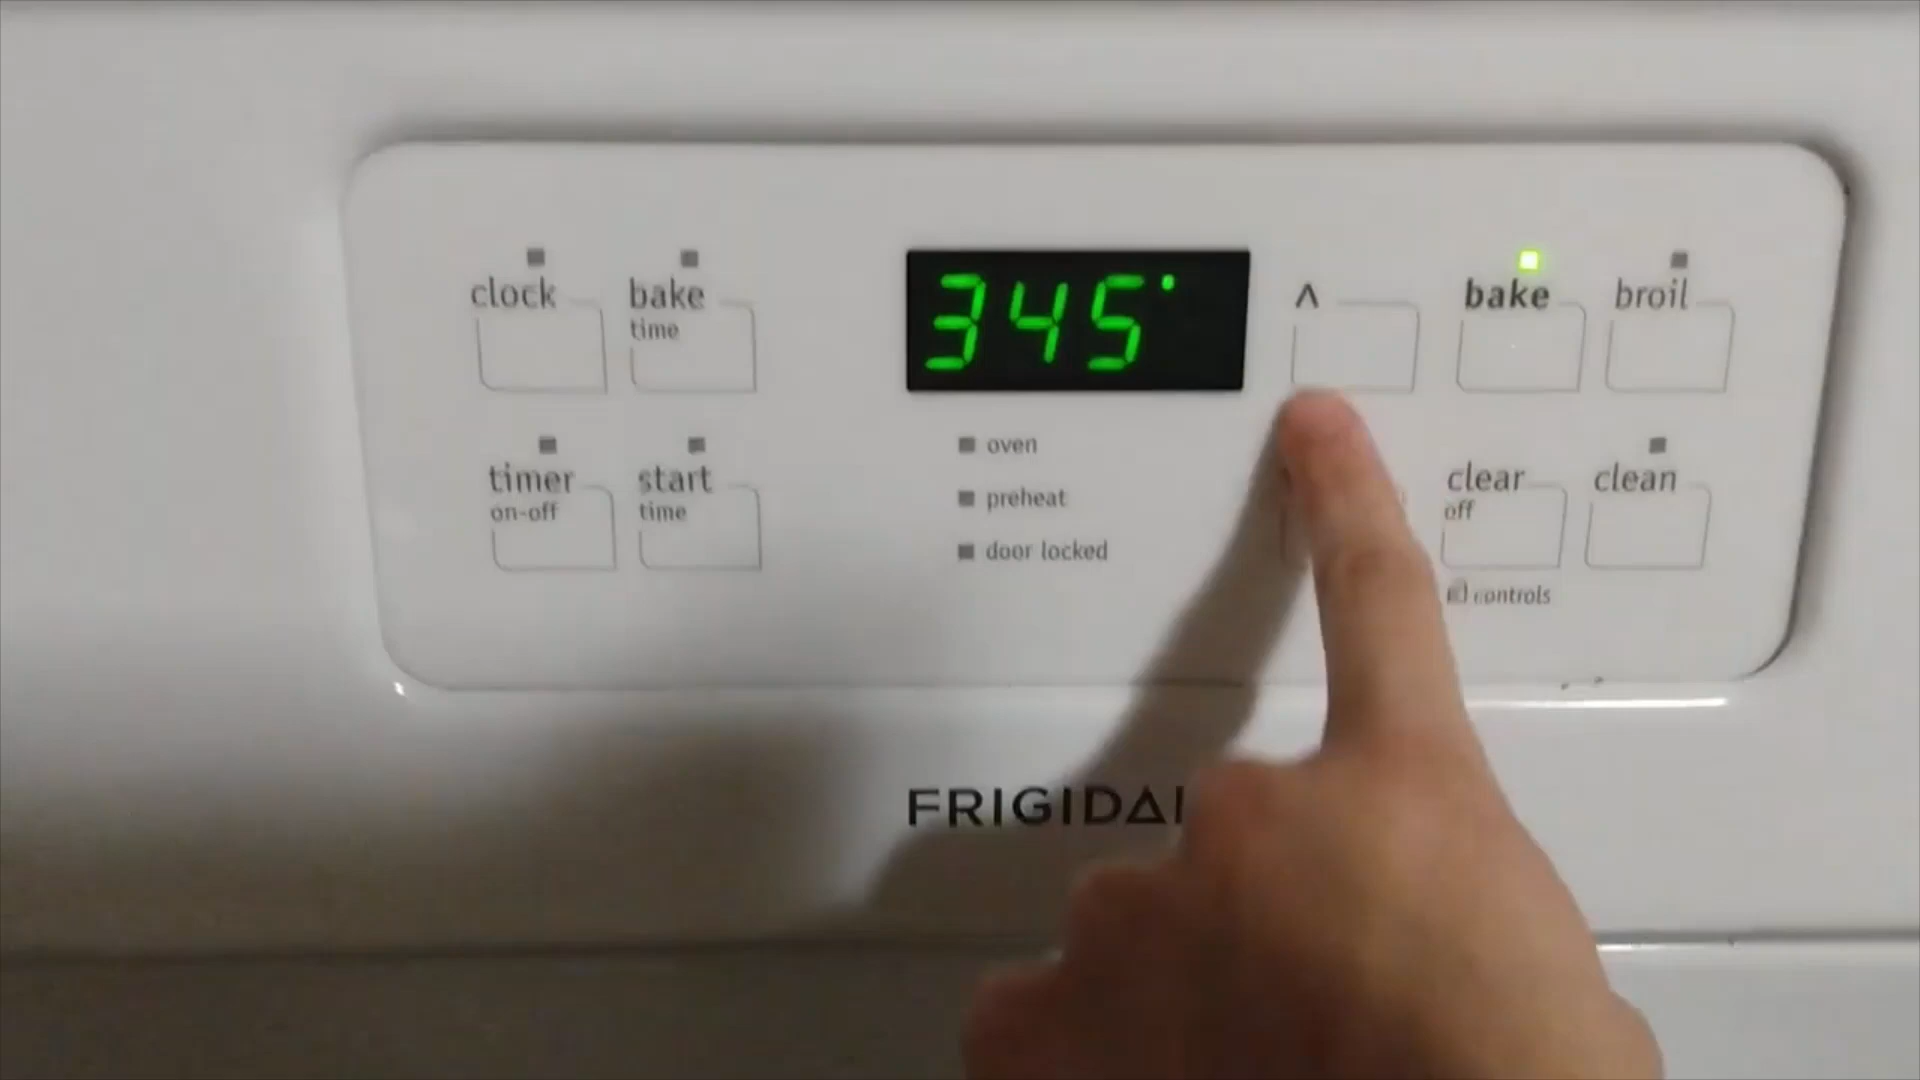 clock
bake
time
345°
^
bake
broil
timer
on-off
start
time
oven
preheat
door locked
clear
off
clean
controls
FRIGIDAI